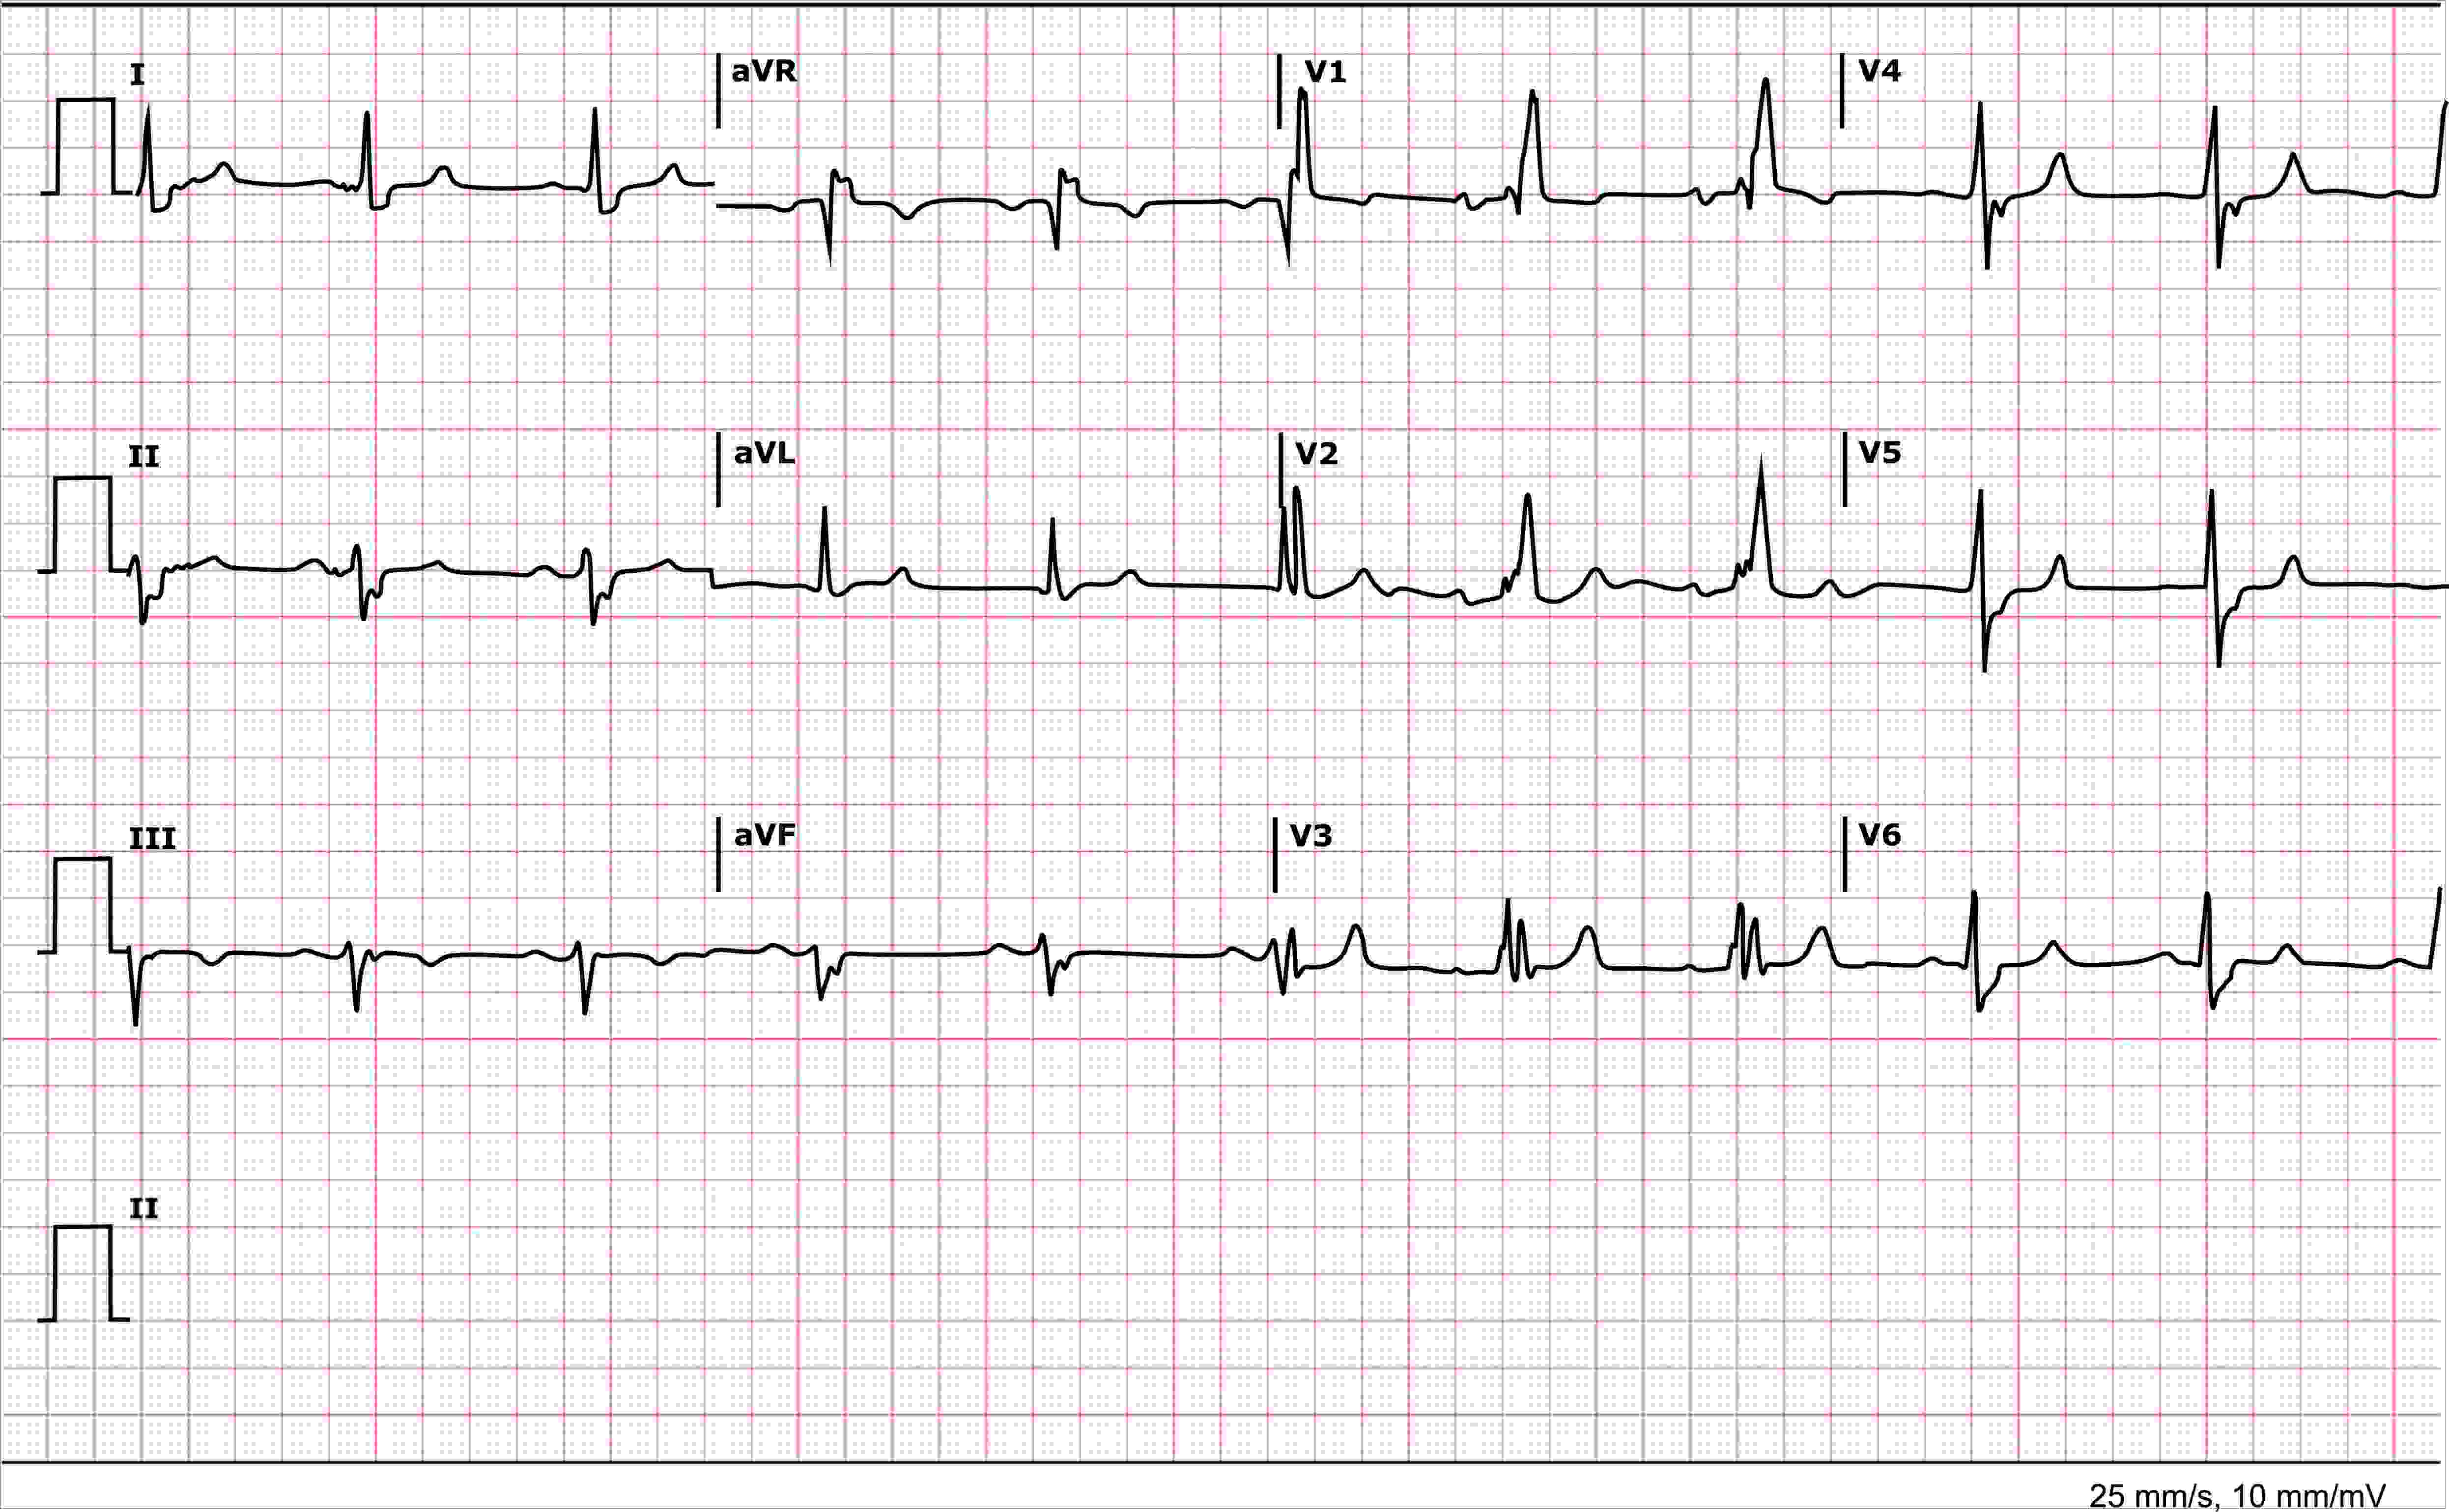 I aVR V1 V4
II aVL V2 V5
III aVF V3 V6
II
25 mm/s, 10 mm/mV